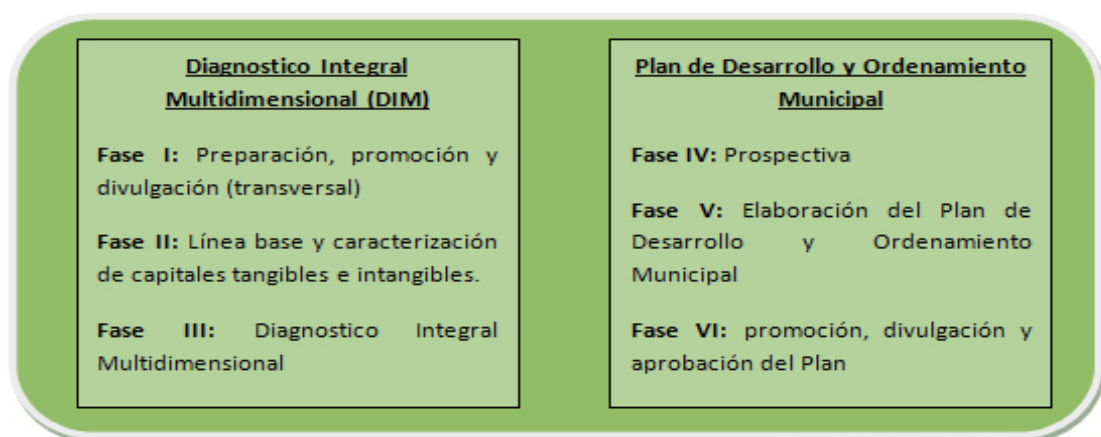 Diagnostico Integral
Multidimensional (DIM)
Fase I: Preparación, promoción y
divulgación (transversal)
Fase II: Línea base y caracterización
de capitales tangibles e intangibles.
Fase III: Diagnostico Integral
Multidimensional
Plan de Desarrollo y Ordenamiento
Municipal
Fase IV: Prospectiva
Fase V: Elaboración del Plan de
Desarrollo y Ordenamiento
Municipal
Fase VI: promoción, divulgación y
aprobación del Plan